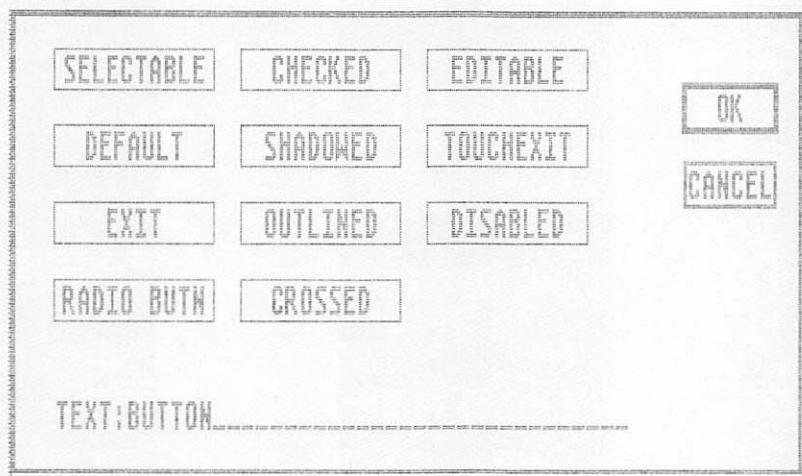 SELECTABLE CHECKED EDITABLE
OK
DEFAULT SHADOWED TOUCHEXIT
CANCEL
EXIT OUTLINED DISABLED
RADIO BUTN CROSSED
TEXT:BUTTON